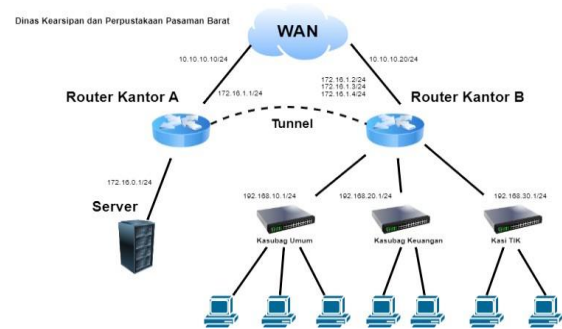 Dinas Kearsipan dan Perpustakaan Pasaman Barat
WAN
10.10.10.10/24
10.10.10.20/24
172.16.1.1/24
172.16.1.2/24
172.16.1.3/24
172.16.1.4/24
Router Kantor A
Router Kantor B
Tunnel
172.16.0.1/24
192.168.10.1/24
192.168.20.1/24
192.168.30.1/24
Server
Kasubag Umum
Kasubag Keuangan
Kasi TIK